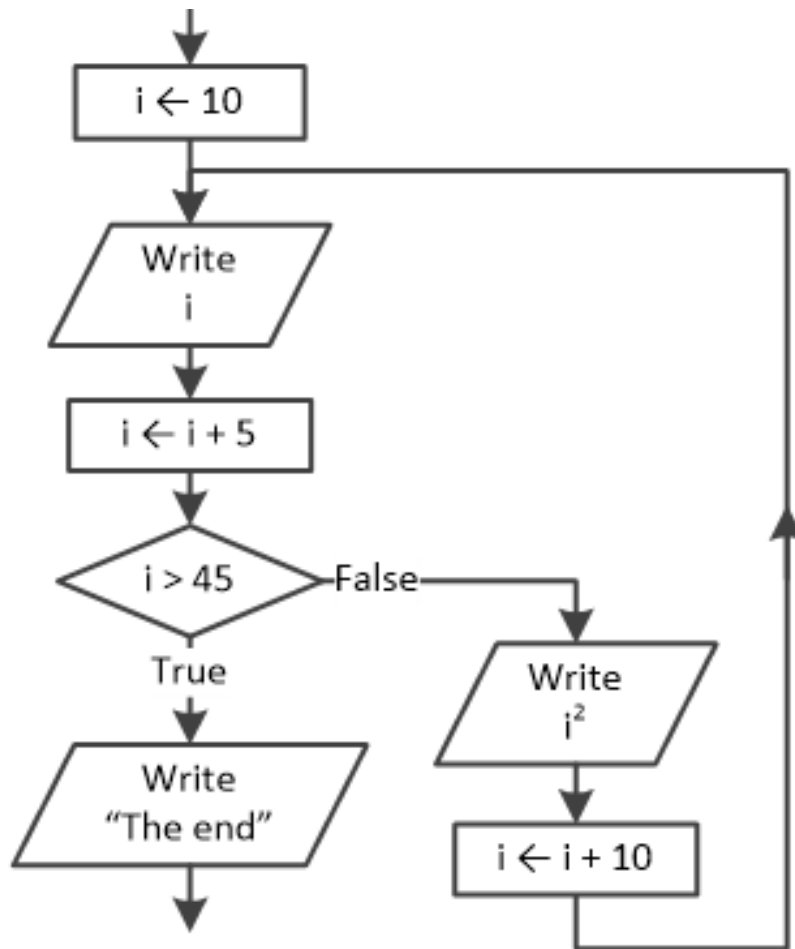 i ← 10
Write
i
i ← i + 5
i > 45
False
True
Write
i²
Write
“The end”
i ← i + 10